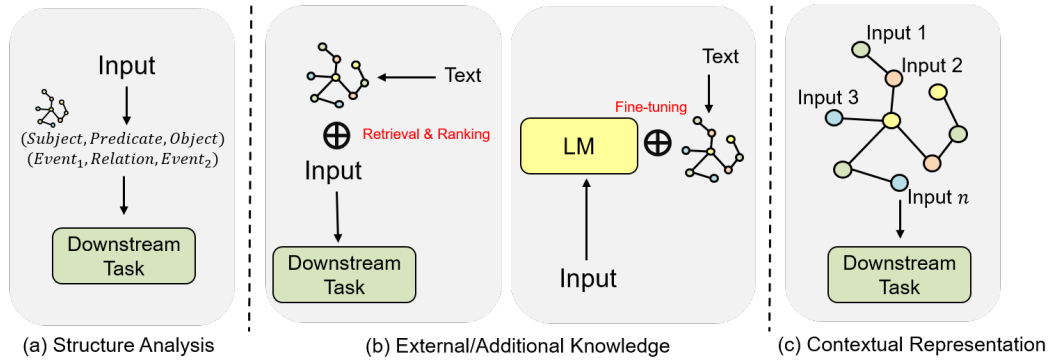 Input
(Subject, Predicate, Object)
(Event₁, Relation, Event₂)
Downstream
Task
(a) Structure Analysis
Text
Retrieval & Ranking
Input
Downstream
Task
Text
Fine-tuning
LM
Input
(b) External/Additional Knowledge
Input 1
Input 2
Input 3
Input n
Downstream
Task
(c) Contextual Representation